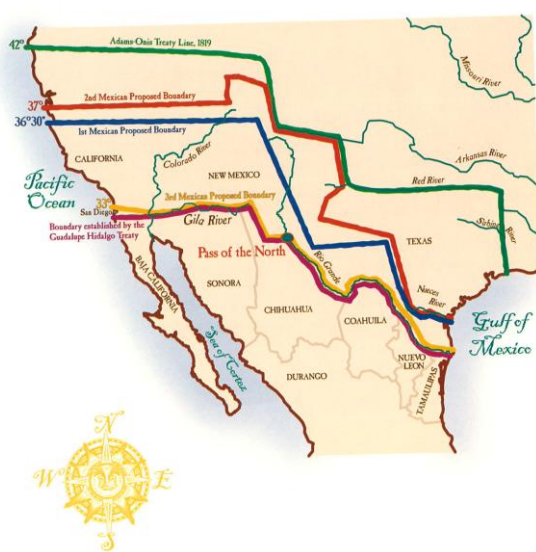 42°
Adams-Onis Treaty Line, 1819
Missouri River
37°
2nd Mexican Proposed Boundary
36°30"
1st Mexican Proposed Boundary
CALIFORNIA
Colorado River
Arkansas River
NEW MEXICO
Red River
Pacific
Ocean
33°
3rd Mexican Proposed Boundary
San Diego
Gila River
Boundary established by the
Guadalupe Hidalgo Treaty
Sabine
River
TEXAS
Pass of the North
Rio Grande
BAJA CALIFORNIA
SONORA
Nueces
River
CHIHUAHUA
COAHUILA
Gulf of
Mexico
Sea of Cortez
NUEVO
LEON
DURANGO
TAMAULIPAS
N
W
E
S